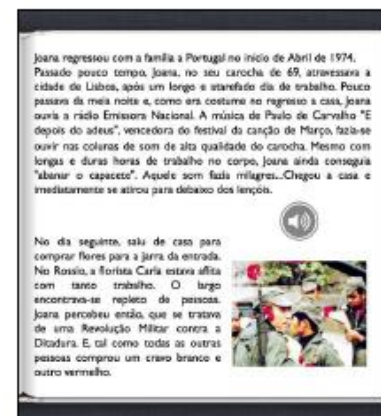 Joana regressou com a família a Portugal no início de Abril de 1974.
Passado pouco tempo, Joana, no seu carocha de 69, atravessava a
cidade de Lisboa, após um longo e atarefado dia de trabalho. Pouco
passava da meia noite e, como era costume no regresso a casa, Joana
ouvia a rádio Emissora Nacional. A música de Paulo de Carvalho "E
depois do adeus", vencedora do festival da canção de Março, fazia-se
ouvir nas colunas de som de alta qualidade do carocha. Mesmo com
longas e duras horas de trabalho no corpo, Joana ainda conseguia
"abanar o capacete". Aquele som fazia milagres...Chegou a casa e
imediatamente se atirou para debaixo dos lençóis.
No dia seguinte, saiu de casa para
comprar flores para a jarra da entrada.
No Rossio, a florista Carla estava aflita
com tanto trabalho. O largo
encontrava-se repleto de pessoas.
Joana percebeu então, que se tratava
de uma Revolução Militar contra a
Ditadura. E, tal como todas as outras
pessoas comprou um cravo branco e
outro vermelho.